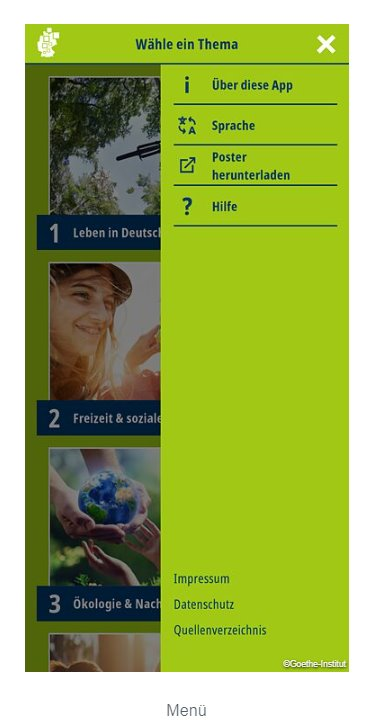 Wähle ein Thema
Über diese App
Sprache
Poster
herunterladen
Hilfe
1 Leben in Deutsch
2 Freizeit & soziale
3 Ökologie & Nach
Impressum
Datenschutz
Quellenverzeichnis
©Goethe-Institut
Menü